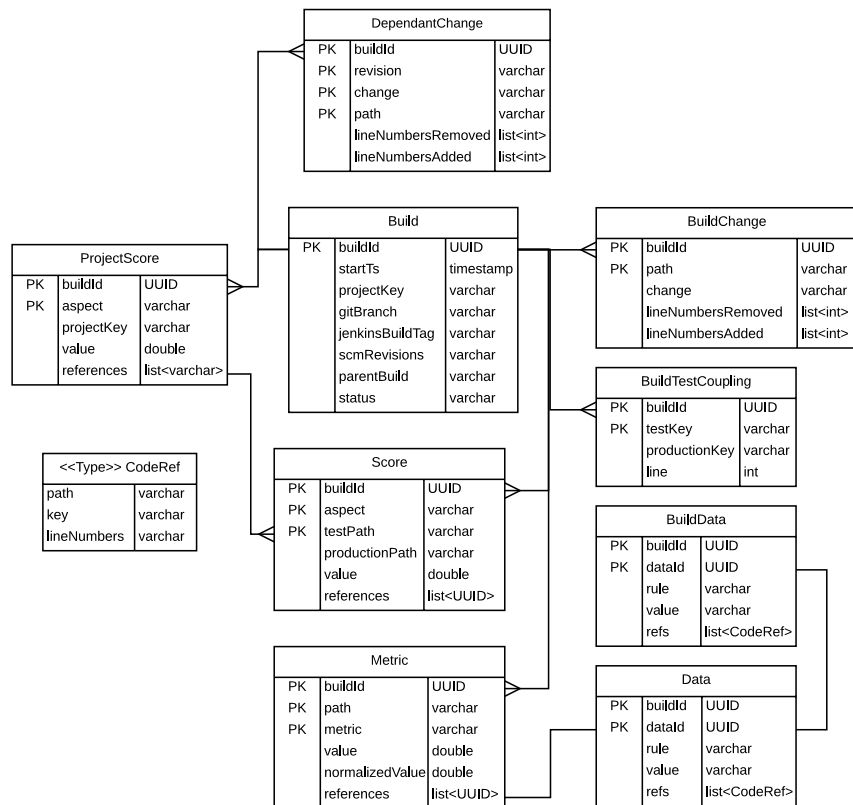 DependantChange
PK buildId UUID
PK revision varchar
PK change varchar
PK path varchar
lineNumbersRemoved list<int>
lineNumbersAdded list<int>
Build
PK buildId UUID
startTs timestamp
projectKey varchar
gitBranch varchar
jenkinsBuildTag varchar
scmRevisions varchar
parentBuild varchar
status varchar
BuildChange
PK buildId UUID
PK path varchar
change varchar
lineNumbersRemoved list<int>
lineNumbersAdded list<int>
ProjectScore
PK buildId UUID
PK aspect varchar
projectKey varchar
value double
references list<varchar>
BuildTestCoupling
PK buildId UUID
PK testKey varchar
productionKey varchar
line int
<<Type>> CodeRef
path varchar
key varchar
lineNumbers varchar
Score
PK buildId UUID
PK aspect varchar
PK testPath varchar
productionPath varchar
value double
references list<UUID>
BuildData
PK buildId UUID
PK dataId UUID
rule varchar
value varchar
refs list<CodeRef>
Metric
PK buildId UUID
PK path varchar
PK metric varchar
value double
normalizedValue double
references list<UUID>
Data
PK buildId UUID
PK dataId UUID
rule varchar
value varchar
refs list<CodeRef>